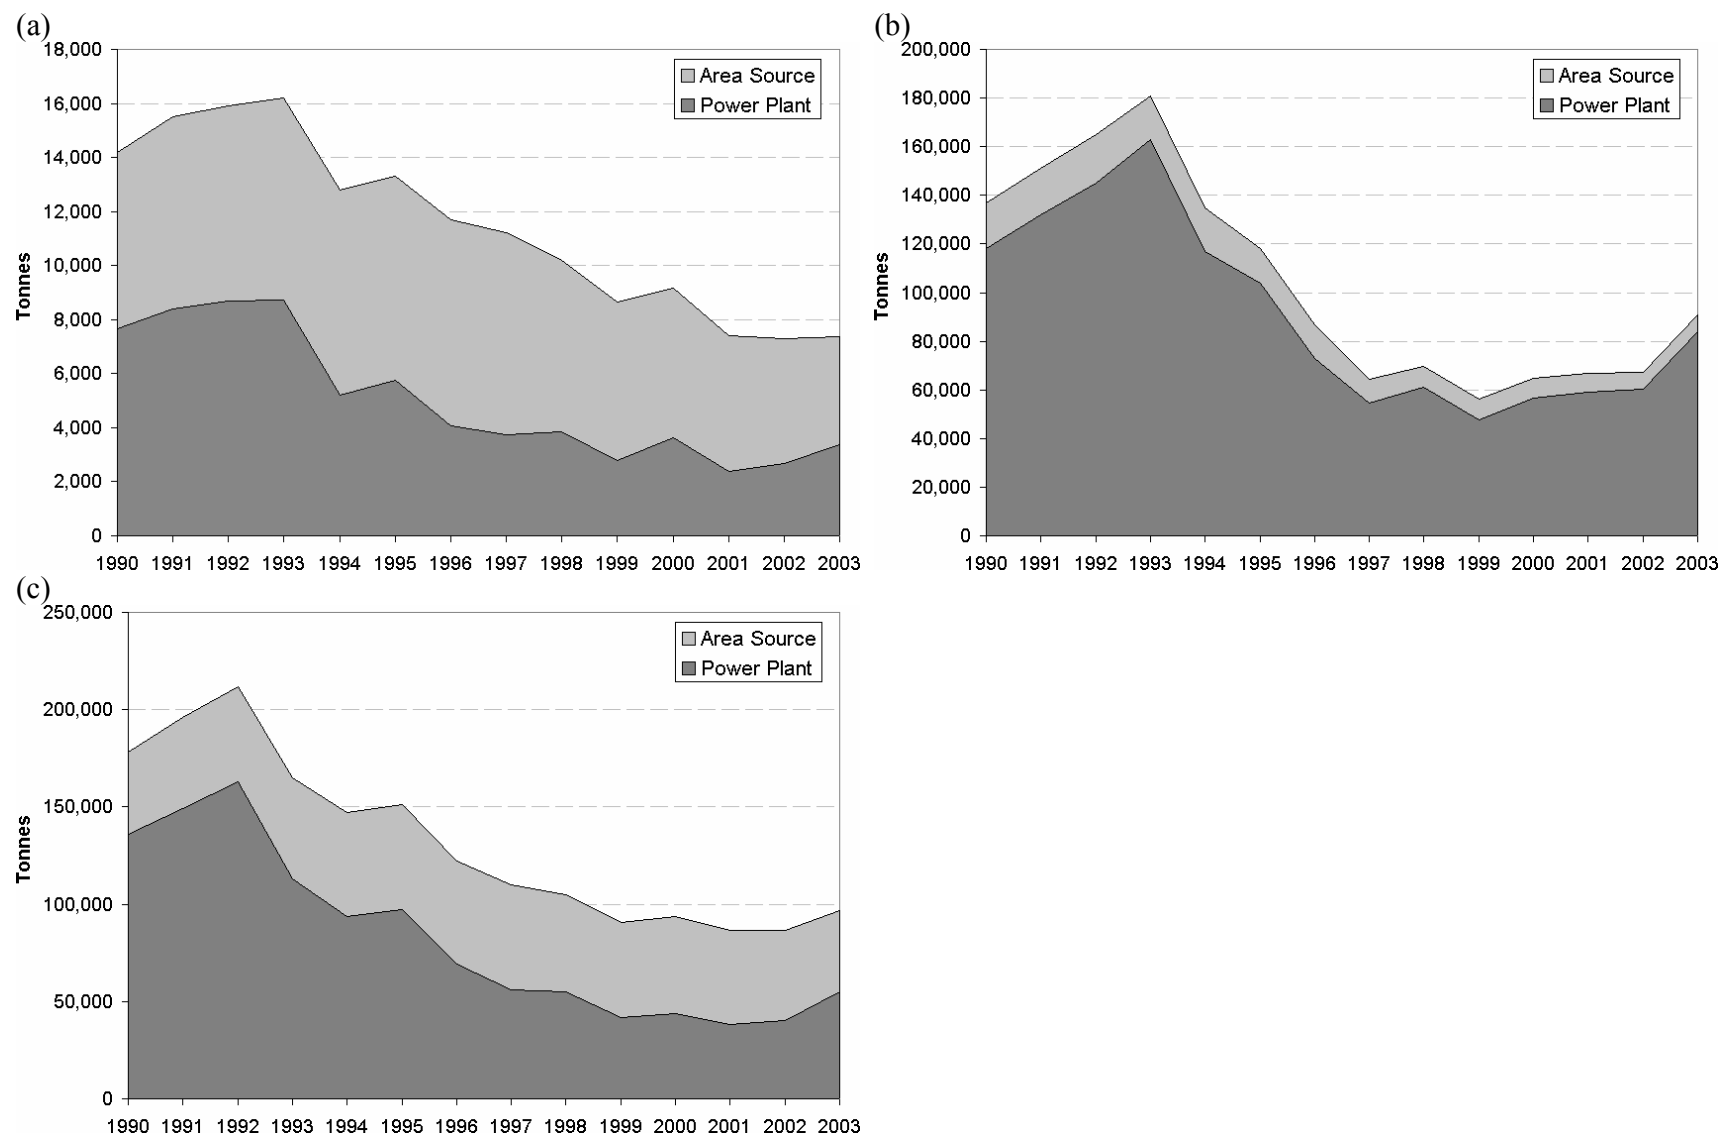 (a)
18,000
16,000
14,000
12,000
10,000
8,000
6,000
4,000
2,000
0
Tonnes
Area Source
Power Plant
1990 1991 1992 1993 1994 1995 1996 1997 1998 1999 2000 2001 2002 2003
(b)
200,000
180,000
160,000
140,000
120,000
100,000
80,000
60,000
40,000
20,000
0
Tonnes
Area Source
Power Plant
1990 1991 1992 1993 1994 1995 1996 1997 1998 1999 2000 2001 2002 2003
(c)
250,000
200,000
150,000
100,000
50,000
0
Tonnes
Area Source
Power Plant
1990 1991 1992 1993 1994 1995 1996 1997 1998 1999 2000 2001 2002 2003